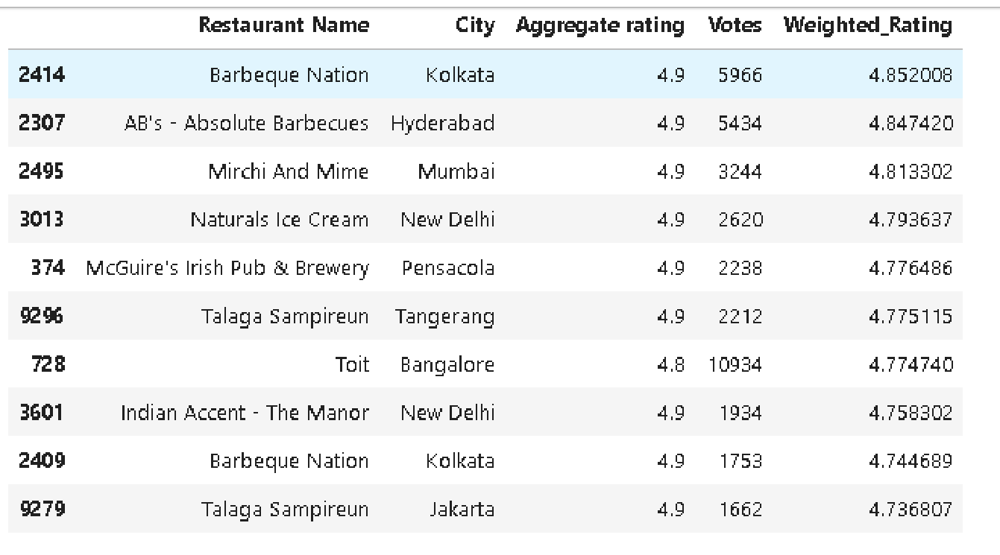 Restaurant Name City Aggregate rating Votes Weighted_Rating
2414 Barbeque Nation Kolkata 4.9 5966 4.852008
2307 AB's - Absolute Barbecues Hyderabad 4.9 5434 4.847420
2495 Mirchi And Mime Mumbai 4.9 3244 4.813302
3013 Naturals Ice Cream New Delhi 4.9 2620 4.793637
374 McGuire's Irish Pub & Brewery Pensacola 4.9 2238 4.776486
9296 Talaga Sampireun Tangerang 4.9 2212 4.775115
728 Toit Bangalore 4.8 10934 4.774740
3601 Indian Accent - The Manor New Delhi 4.9 1934 4.758302
2409 Barbeque Nation Kolkata 4.9 1753 4.744689
9279 Talaga Sampireun Jakarta 4.9 1662 4.736807